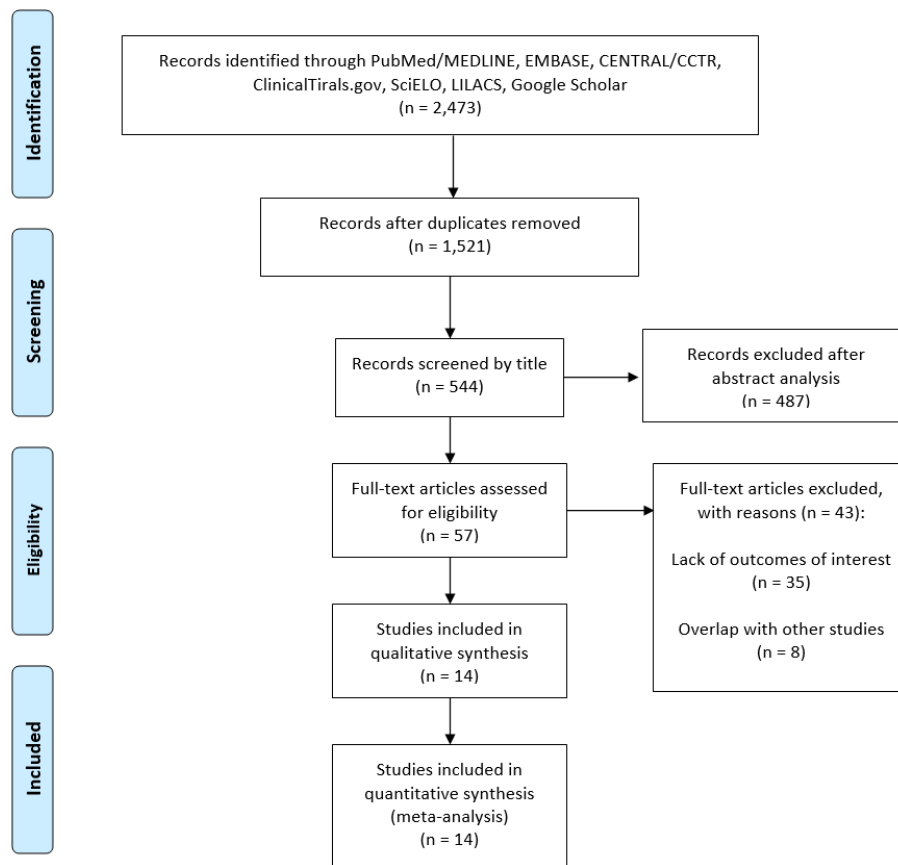 Identification
Records identified through PubMed/MEDLINE, EMBASE, CENTRAL/CCTR,
ClinicalTirals.gov, SciELO, LILACS, Google Scholar
(n = 2,473)
Records after duplicates removed
(n = 1,521)
Screening
Records screened by title
(n = 544)
Records excluded after
abstract analysis
(n = 487)
Eligibility
Full-text articles assessed
for eligibility
(n = 57)
Full-text articles excluded,
with reasons (n = 43):
Lack of outcomes of interest
(n = 35)
Overlap with other studies
(n = 8)
Studies included in
qualitative synthesis
(n = 14)
Included
Studies included in
quantitative synthesis
(meta-analysis)
(n = 14)